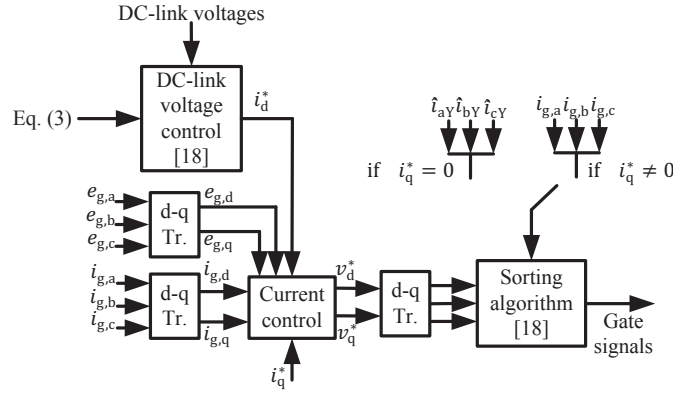 DC-link voltages
Eq. (3)
DC-link
voltage
control
[18]
i*d
îaY îbY îcY
ig,a ig,b ig,c
if i*q = 0
if i*q ≠ 0
eg,a
eg,b
eg,c
d-q
Tr.
eg,d
eg,q
ig,a
ig,b
ig,c
d-q
Tr.
ig,d
ig,q
Current
control
v*d
v*q
d-q
Tr.
Sorting
algorithm
[18]
Gate
signals
i*q